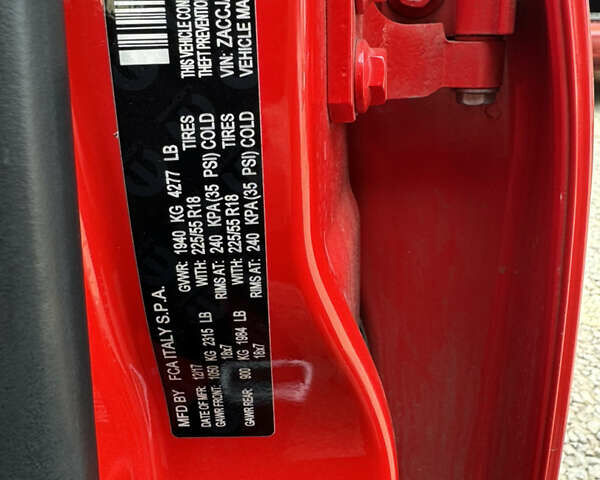 MFD BY FCA ITALY S.P.A.
DATE OF MFR: 12/17 GVWR: 1940 KG 4277 LB
GAWR FRONT: 1050 KG 2315 LB WITH: 225/55 R18 TIRES
18x7 RIMS AT: 240 KPA(35 PSI) COLD
GAWR REAR: 900 KG 1984 LB WITH: 225/55 R18 TIRES
18x7 RIMS AT: 240 KPA(35 PSI) COLD
THIS VEHICLE CON
THEFT PREVENTION
VIN: ZACCJ
VEHICLE MA